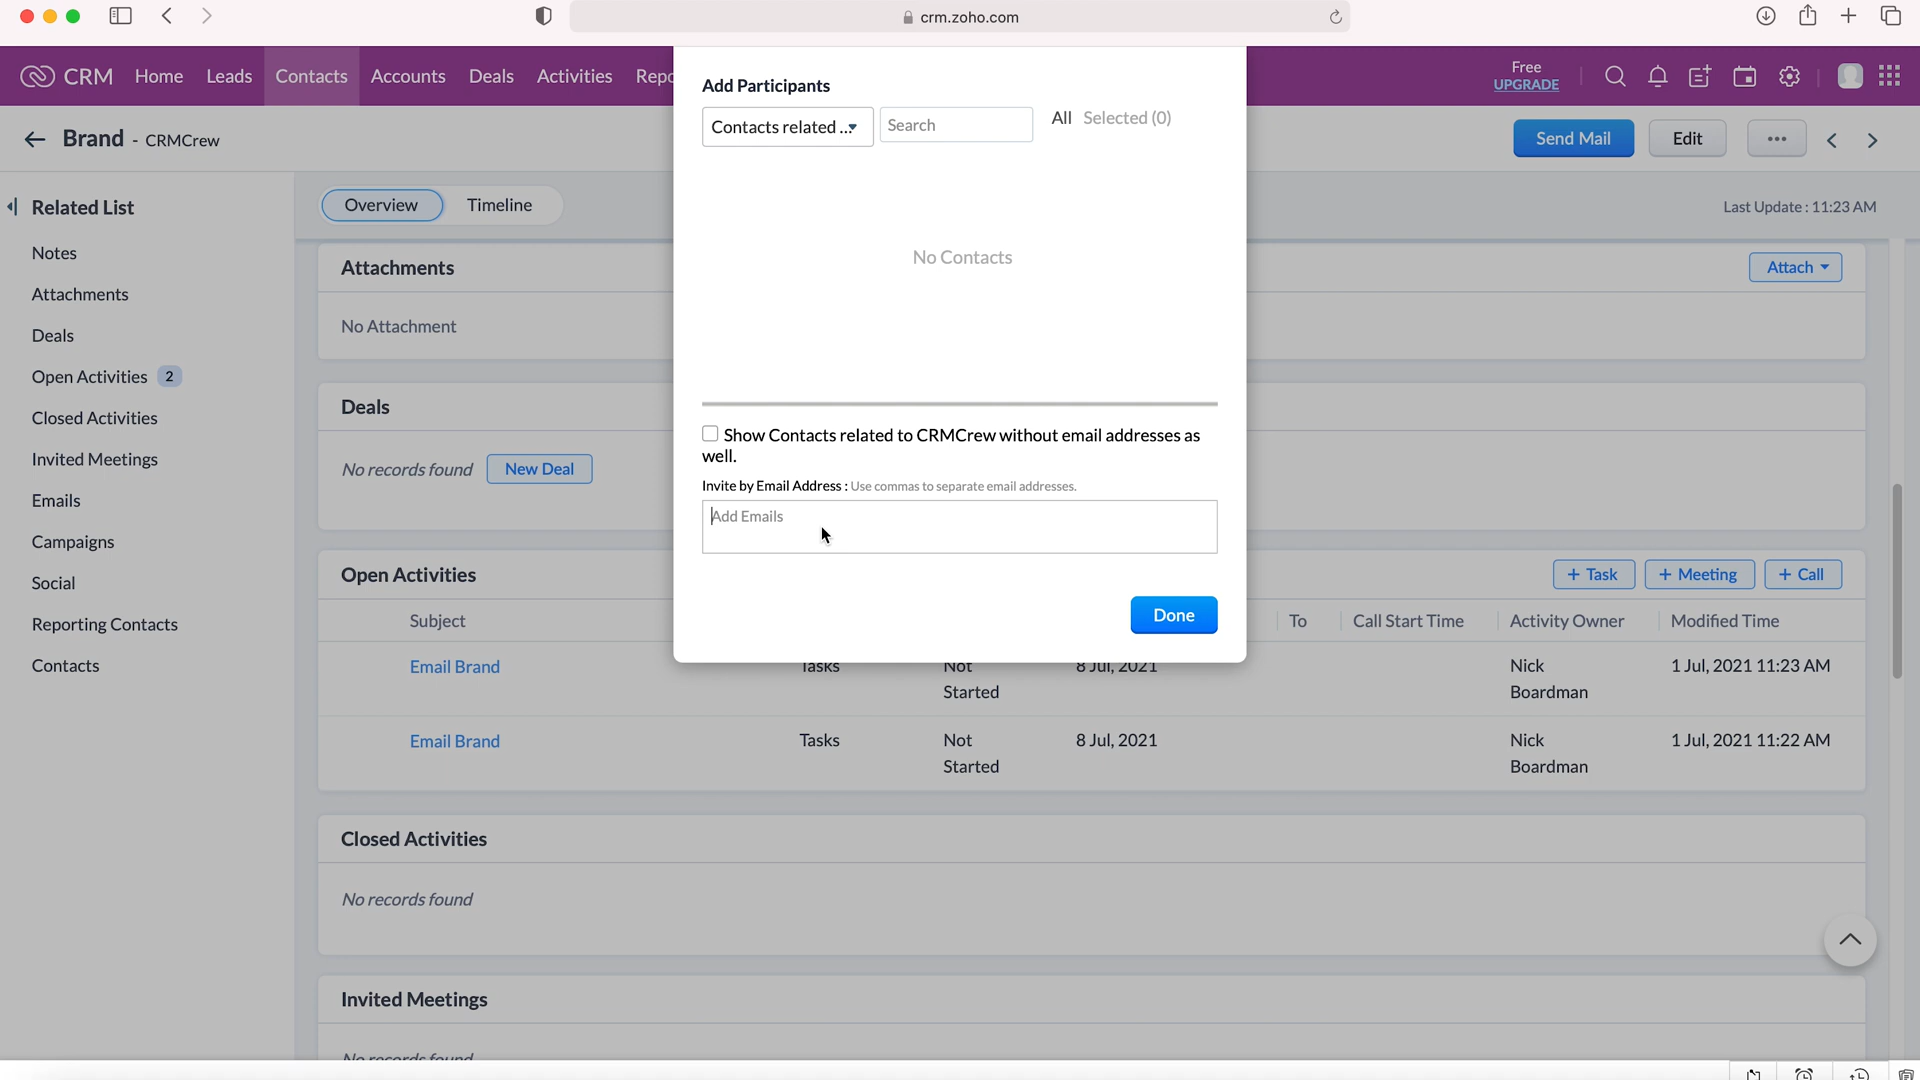 crm.zoho.com
CRM Home Leads Contacts Accounts Deals Activities Repo
Free
UPGRADE
Brand - CRMCrew
Send Mail Edit
Related List
Notes
Attachments
Deals
Open Activities 2
Closed Activities
Invited Meetings
Emails
Campaigns
Social
Reporting Contacts
Contacts
Overview Timeline
Last Update : 11:23 AM
Attachments
Attach
No Attachment
Deals
No records found New Deal
Open Activities
+ Task + Meeting + Call
Subject To Call Start Time Activity Owner Modified Time
Email Brand Tasks Not Started 8 Jul, 2021 Nick Boardman 1 Jul, 2021 11:23 AM
Email Brand Tasks Not Started 8 Jul, 2021 Nick Boardman 1 Jul, 2021 11:22 AM
Closed Activities
No records found
Invited Meetings
No records found
Add Participants
Contacts related ... Search All Selected (0)
No Contacts
Show Contacts related to CRMCrew without email addresses as
well.
Invite by Email Address : Use commas to separate email addresses.
Add Emails
Done